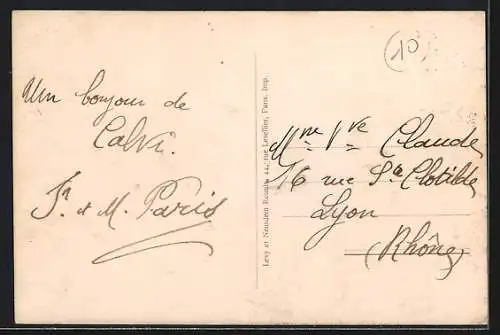 Un bonjour de
Calvi.
Jn et M. Paris
Levy et Neurdein Réunis 44, rue Letellier, Paris. Imp.
10
Mme Vve Claude
16 rue Ste Clotilde
Lyon
(Rhône)